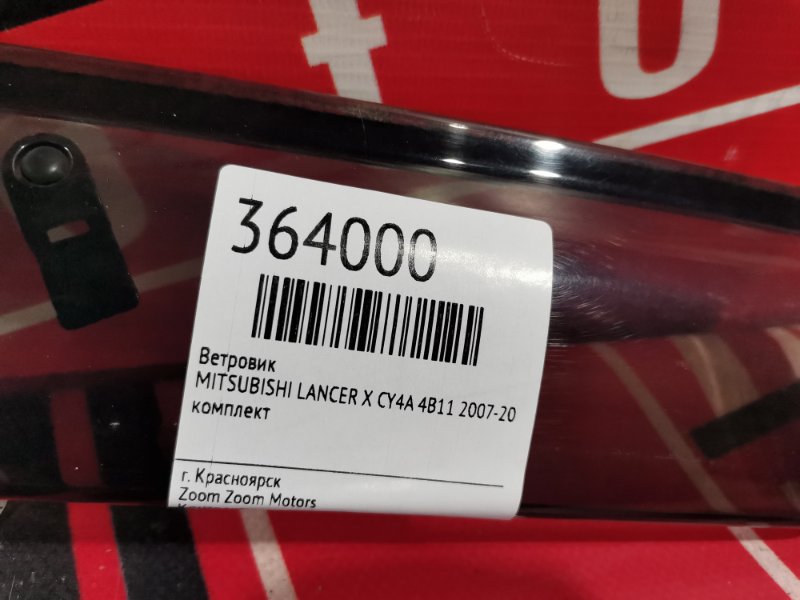 364000
Ветровик
MITSUBISHI LANCER X CY4A 4B11 2007-20
комплект
г. Красноярск
Zoom Zoom Motors